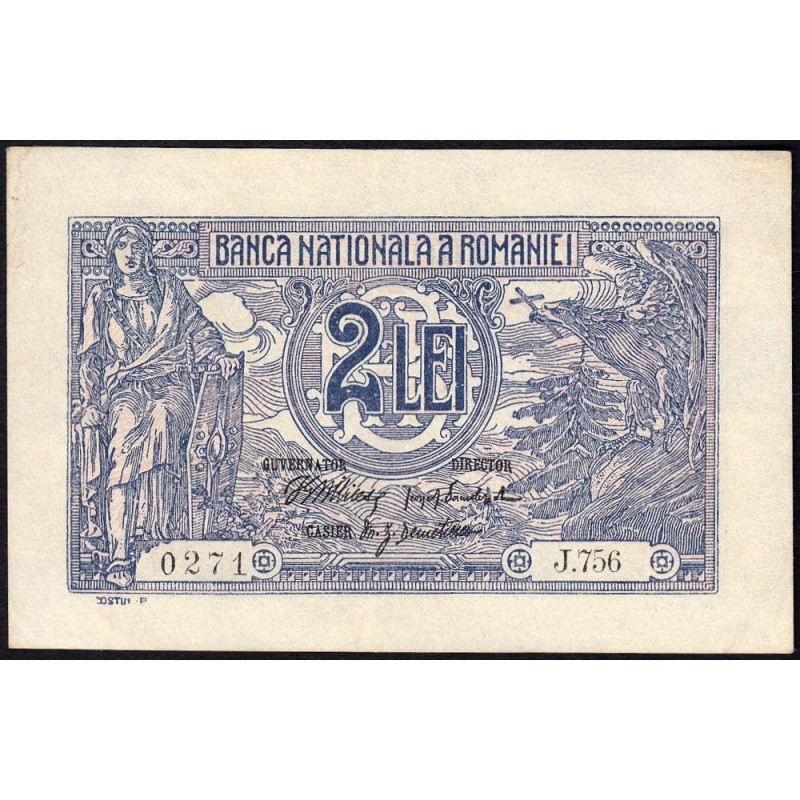 BANCA NATIONALA A ROMANIEI
2 LEI
GUVERNATOR DIRECTOR
CASIER
0271 J.756